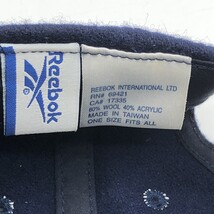 Reebok
REEBOK INTERNATIONAL LTD
RN# 69421
CA# 17335
60% WOOL 40% ACRYLIC
MADE IN TAIWAN
ONE SIZE FITS ALL